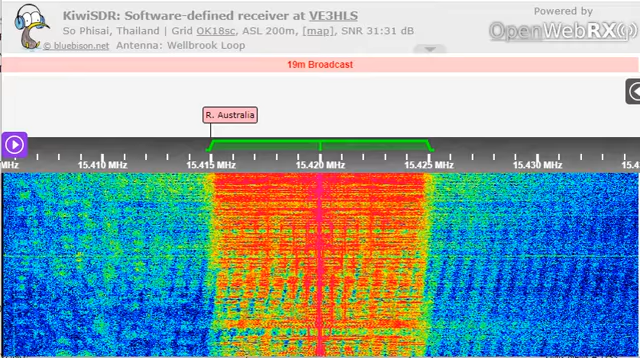 KiwiSDR: Software-defined receiver at VE3HLS
So Phisai, Thailand | Grid OK18sc, ASL 200m, [map], SNR 31:31 dB
© bluebison.net Antenna: Wellbrook Loop
Powered by
OpenWebRX
19m Broadcast
R. Australia
MHz 15.410 MHz 15.415 MHz 15.420 MHz 15.425 MHz 15.430 MHz 15.4